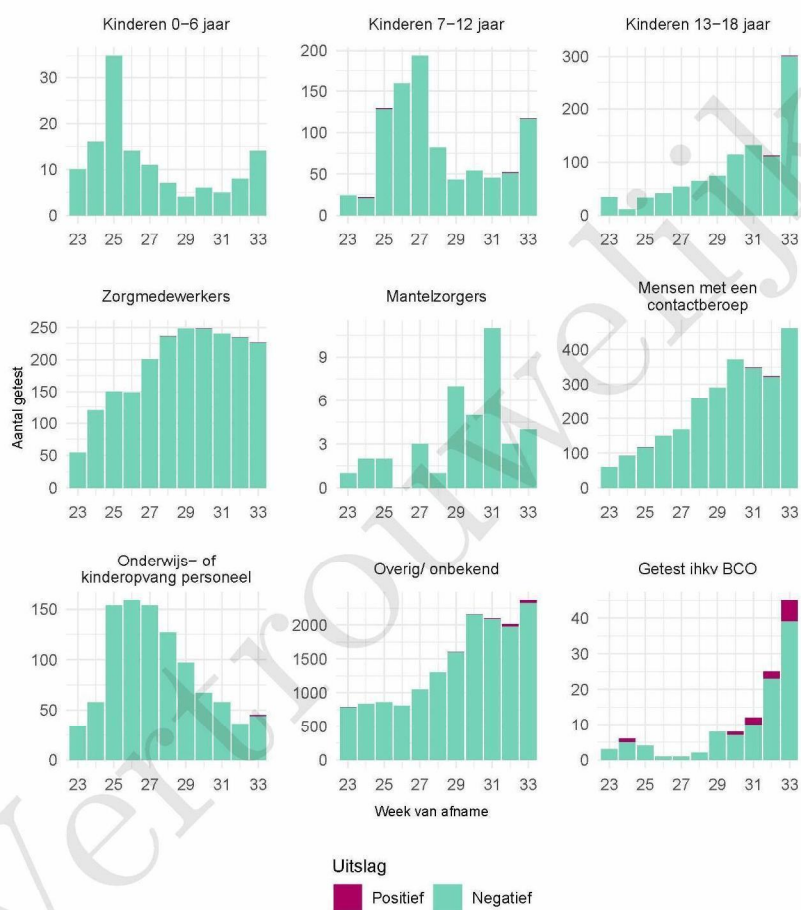 Kinderen 0–6 jaar
30
20
10
0
23 25 27 29 31 33
Kinderen 7–12 jaar
200
150
100
50
0
23 25 27 29 31 33
Kinderen 13–18 jaar
300
200
100
0
23 25 27 29 31 33
Aantal getest
Zorgmedewerkers
250
200
150
100
50
0
23 25 27 29 31 33
Mantelzorgers
9
6
3
0
23 25 27 29 31 33
Mensen met een
contactberoep
400
300
200
100
0
23 25 27 29 31 33
Onderwijs– of
kinderopvang personeel
150
100
50
0
23 25 27 29 31 33
Overig/ onbekend
2000
1500
1000
500
0
23 25 27 29 31 33
Getest ihkv BCO
40
30
20
10
0
23 25 27 29 31 33
Week van afname
Uitslag
Positief
Negatief
Vertrouwelijk